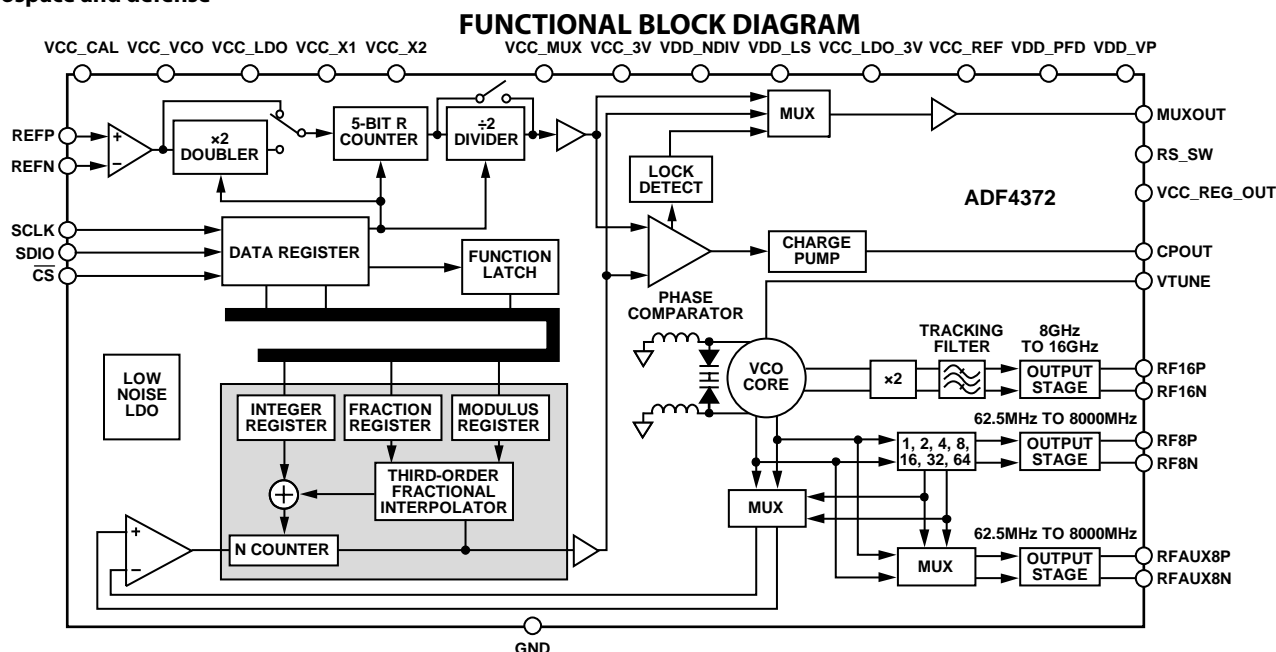 FUNCTIONAL BLOCK DIAGRAM
VCC_CAL VCC_VCO VCC_LDO VCC_X1 VCC_X2 VCC_MUX VCC_3V VDD_NDIV VDD_LS VCC_LDO_3V VCC_REF VDD_PFD VDD_VP
REFP
REFN
SCLK
SDIO
CS
+
−
×2
DOUBLER
5-BIT R
COUNTER
÷2
DIVIDER
MUX
LOCK
DETECT
MUXOUT
RS_SW
VCC_REG_OUT
ADF4372
DATA REGISTER
FUNCTION
LATCH
CHARGE
PUMP
CPOUT
VTUNE
PHASE
COMPARATOR
LOW
NOISE
LDO
INTEGER
REGISTER
FRACTION
REGISTER
MODULUS
REGISTER
THIRD-ORDER
FRACTIONAL
INTERPOLATOR
+
N COUNTER
+
−
VCO
CORE
×2
TRACKING
FILTER
8GHz
TO 16GHz
OUTPUT
STAGE
RF16P
RF16N
62.5MHz TO 8000MHz
1, 2, 4, 8,
16, 32, 64
OUTPUT
STAGE
RF8P
RF8N
MUX
62.5MHz TO 8000MHz
MUX
OUTPUT
STAGE
RFAUX8P
RFAUX8N
GND